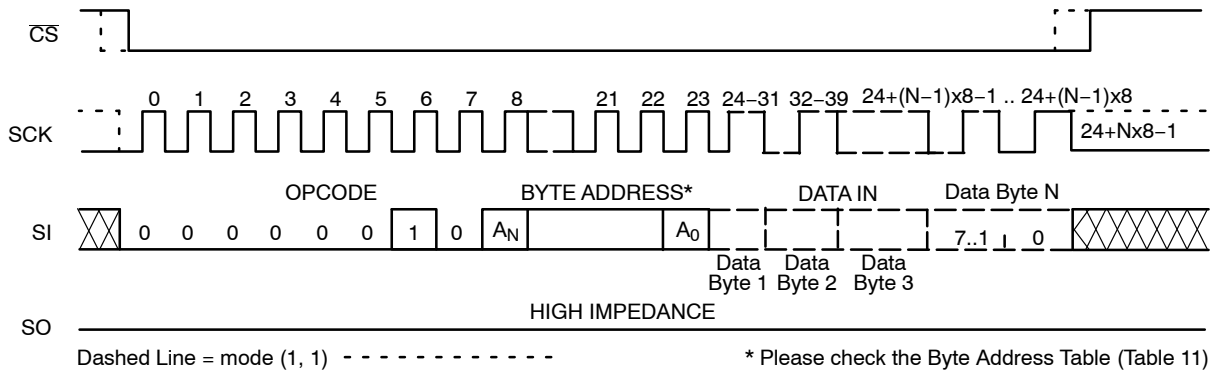 CS
0 1 2 3 4 5 6 7 8 21 22 23 24–31 32–39 24+(N–1)x8–1 .. 24+(N–1)x8
SCK
24+Nx8–1
OPCODE BYTE ADDRESS* DATA IN Data Byte N
SI 0 0 0 0 0 0 1 0 AN A0 7..1 0
Data Byte 1
Data Byte 2
Data Byte 3
HIGH IMPEDANCE
SO
Dashed Line = mode (1, 1)
* Please check the Byte Address Table (Table 11)